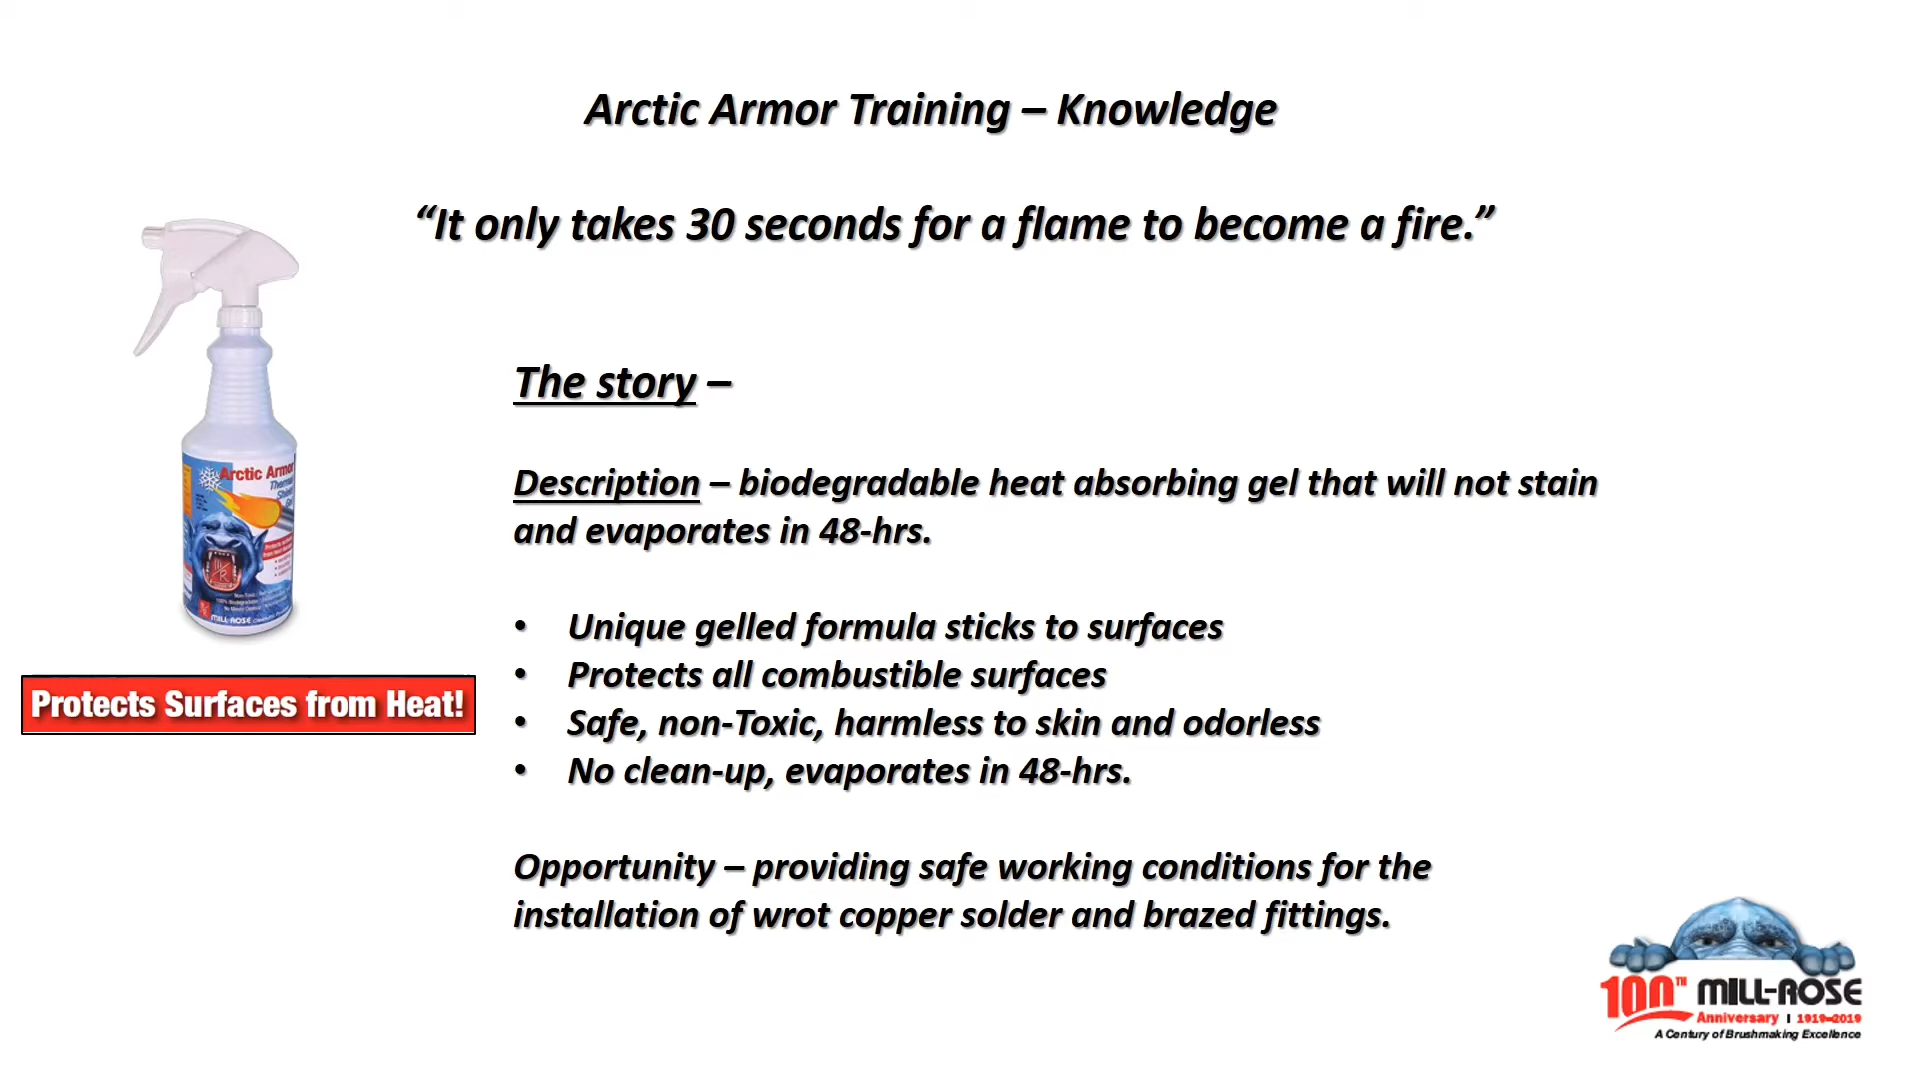 Arctic Armor Training – Knowledge
“It only takes 30 seconds for a flame to become a fire.”
The story –
Description – biodegradable heat absorbing gel that will not stain
and evaporates in 48-hrs.
• Unique gelled formula sticks to surfaces
• Protects all combustible surfaces
• Safe, non-Toxic, harmless to skin and odorless
• No clean-up, evaporates in 48-hrs.
Opportunity – providing safe working conditions for the
installation of wrot copper solder and brazed fittings.
Arctic Armor
MILL-ROSE
Protects Surfaces from Heat!
100TH MILL-ROSE
Anniversary | 1919–2019
A Century of Brushmaking Excellence